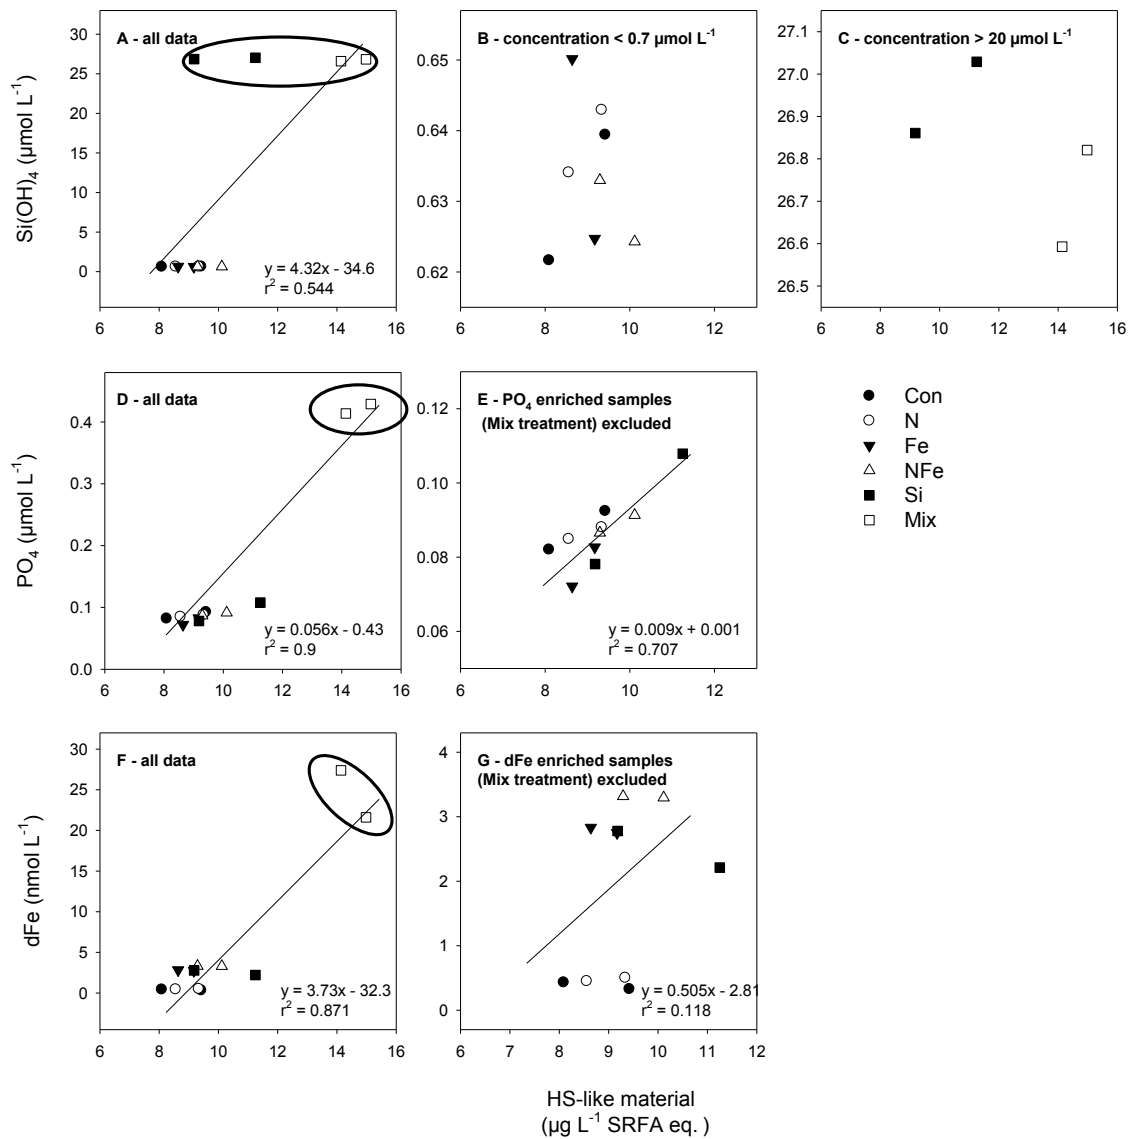 A - all data
B - concentration < 0.7 µmol L⁻¹
C - concentration > 20 µmol L⁻¹
Si(OH)₄ (µmol L⁻¹)
30
25
20
15
10
5
0
y = 4.32x - 34.6
r² = 0.544
6 8 10 12 14 16
0.65
0.64
0.63
0.62
6 8 10 12
27.1
27.0
26.9
26.8
26.7
26.6
26.5
6 8 10 12 14 16
D - all data
E - PO₄ enriched samples
(Mix treatment) excluded
PO₄ (µmol L⁻¹)
0.4
0.3
0.2
0.1
0.0
y = 0.056x - 0.43
r² = 0.9
6 8 10 12 14 16
0.12
0.10
0.08
0.06
y = 0.009x + 0.001
r² = 0.707
6 8 10 12
Con
N
Fe
NFe
Si
Mix
F - all data
G - dFe enriched samples
(Mix treatment) excluded
dFe (nmol L⁻¹)
30
25
20
15
10
5
0
y = 3.73x - 32.3
r² = 0.871
6 8 10 12 14 16
4
3
2
1
0
y = 0.505x - 2.81
r² = 0.118
6 7 8 9 10 11 12
HS-like material
(µg L⁻¹ SRFA eq. )